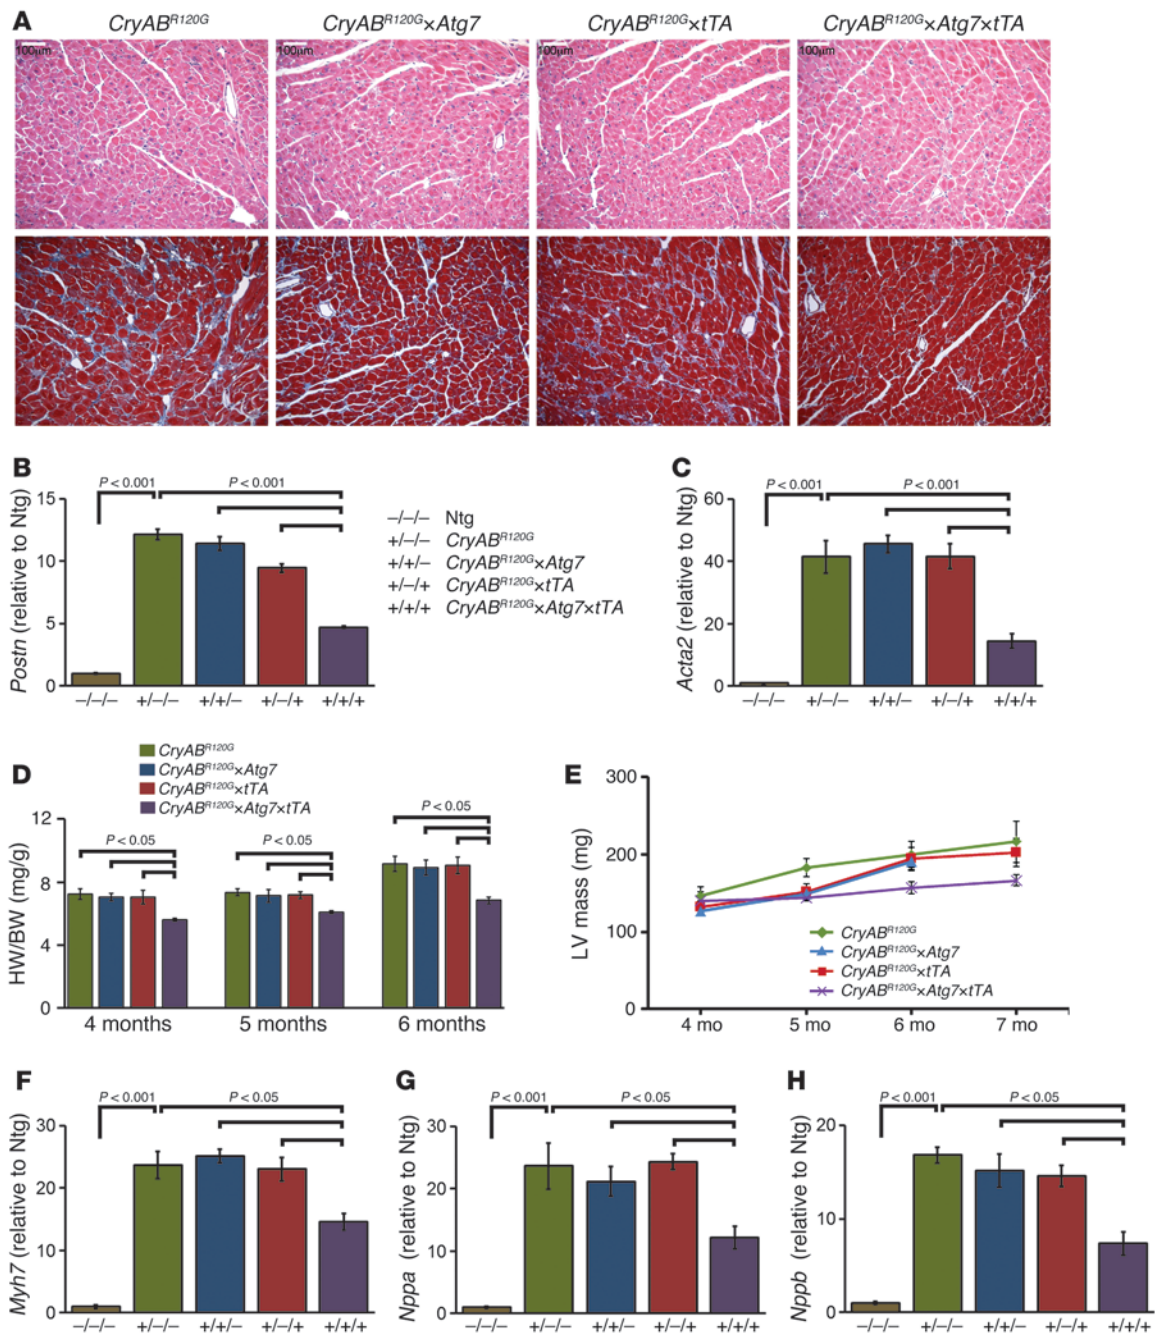 A CryAB^R120G CryAB^R120G×Atg7 CryAB^R120G×tTA CryAB^R120G×Atg7×tTA
100μm 100μm 100μm 100μm
B
P < 0.001 P < 0.001
Postn (relative to Ntg)
15
10
5
0
–/–/– +/–/– +/+/– +/–/+ +/+/+
–/–/– Ntg
+/–/– CryAB^R120G
+/+/– CryAB^R120G×Atg7
+/–/+ CryAB^R120G×tTA
+/+/+ CryAB^R120G×Atg7×tTA
C
P < 0.001 P < 0.001
Acta2 (relative to Ntg)
60
40
20
0
–/–/– +/–/– +/+/– +/–/+ +/+/+
D
CryAB^R120G
CryAB^R120G×Atg7
CryAB^R120G×tTA
CryAB^R120G×Atg7×tTA
P < 0.05 P < 0.05 P < 0.05
HW/BW (mg/g)
12
8
4
0
4 months 5 months 6 months
E
LV mass (mg)
300
200
100
0
CryAB^R120G
CryAB^R120G×Atg7
CryAB^R120G×tTA
CryAB^R120G×Atg7×tTA
4 mo 5 mo 6 mo 7 mo
F
P < 0.001 P < 0.05
Myh7 (relative to Ntg)
30
20
10
0
–/–/– +/–/– +/+/– +/–/+ +/+/+
G
P < 0.001 P < 0.05
Nppa (relative to Ntg)
30
20
10
0
–/–/– +/–/– +/+/– +/–/+ +/+/+
H
P < 0.001 P < 0.05
Nppb (relative to Ntg)
20
10
0
–/–/– +/–/– +/+/– +/–/+ +/+/+